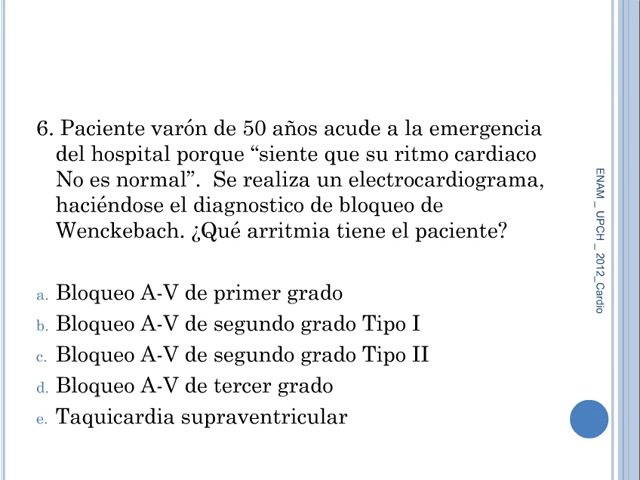 6. Paciente varón de 50 años acude a la emergencia
del hospital porque “siente que su ritmo cardiaco
No es normal”.  Se realiza un electrocardiograma,
haciéndose el diagnostico de bloqueo de
Wenckebach. ¿Qué arritmia tiene el paciente?
a. Bloqueo A-V de primer grado
b. Bloqueo A-V de segundo grado Tipo I
c. Bloqueo A-V de segundo grado Tipo II
d. Bloqueo A-V de tercer grado
e. Taquicardia supraventricular
ENAM _ UPCH _ 2012_Cardio